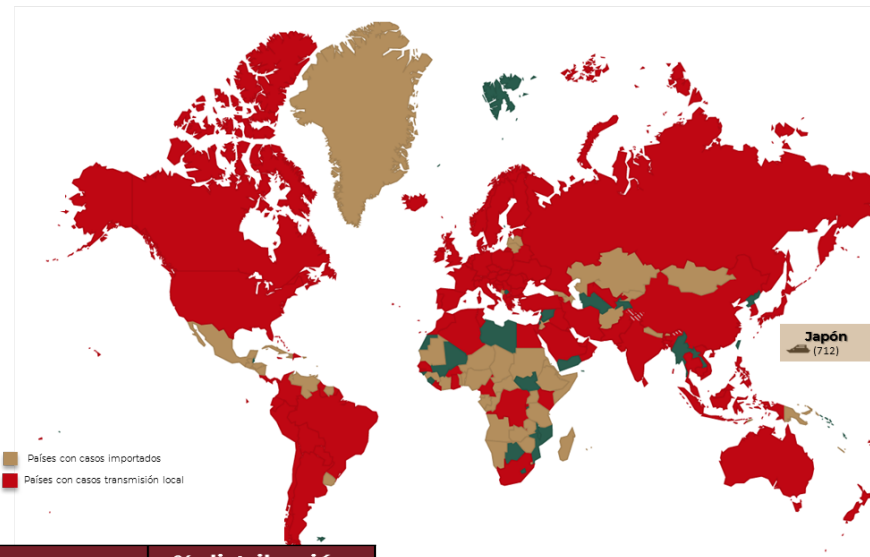 Japón
(712)
Países con casos importados
Países con casos transmisión local